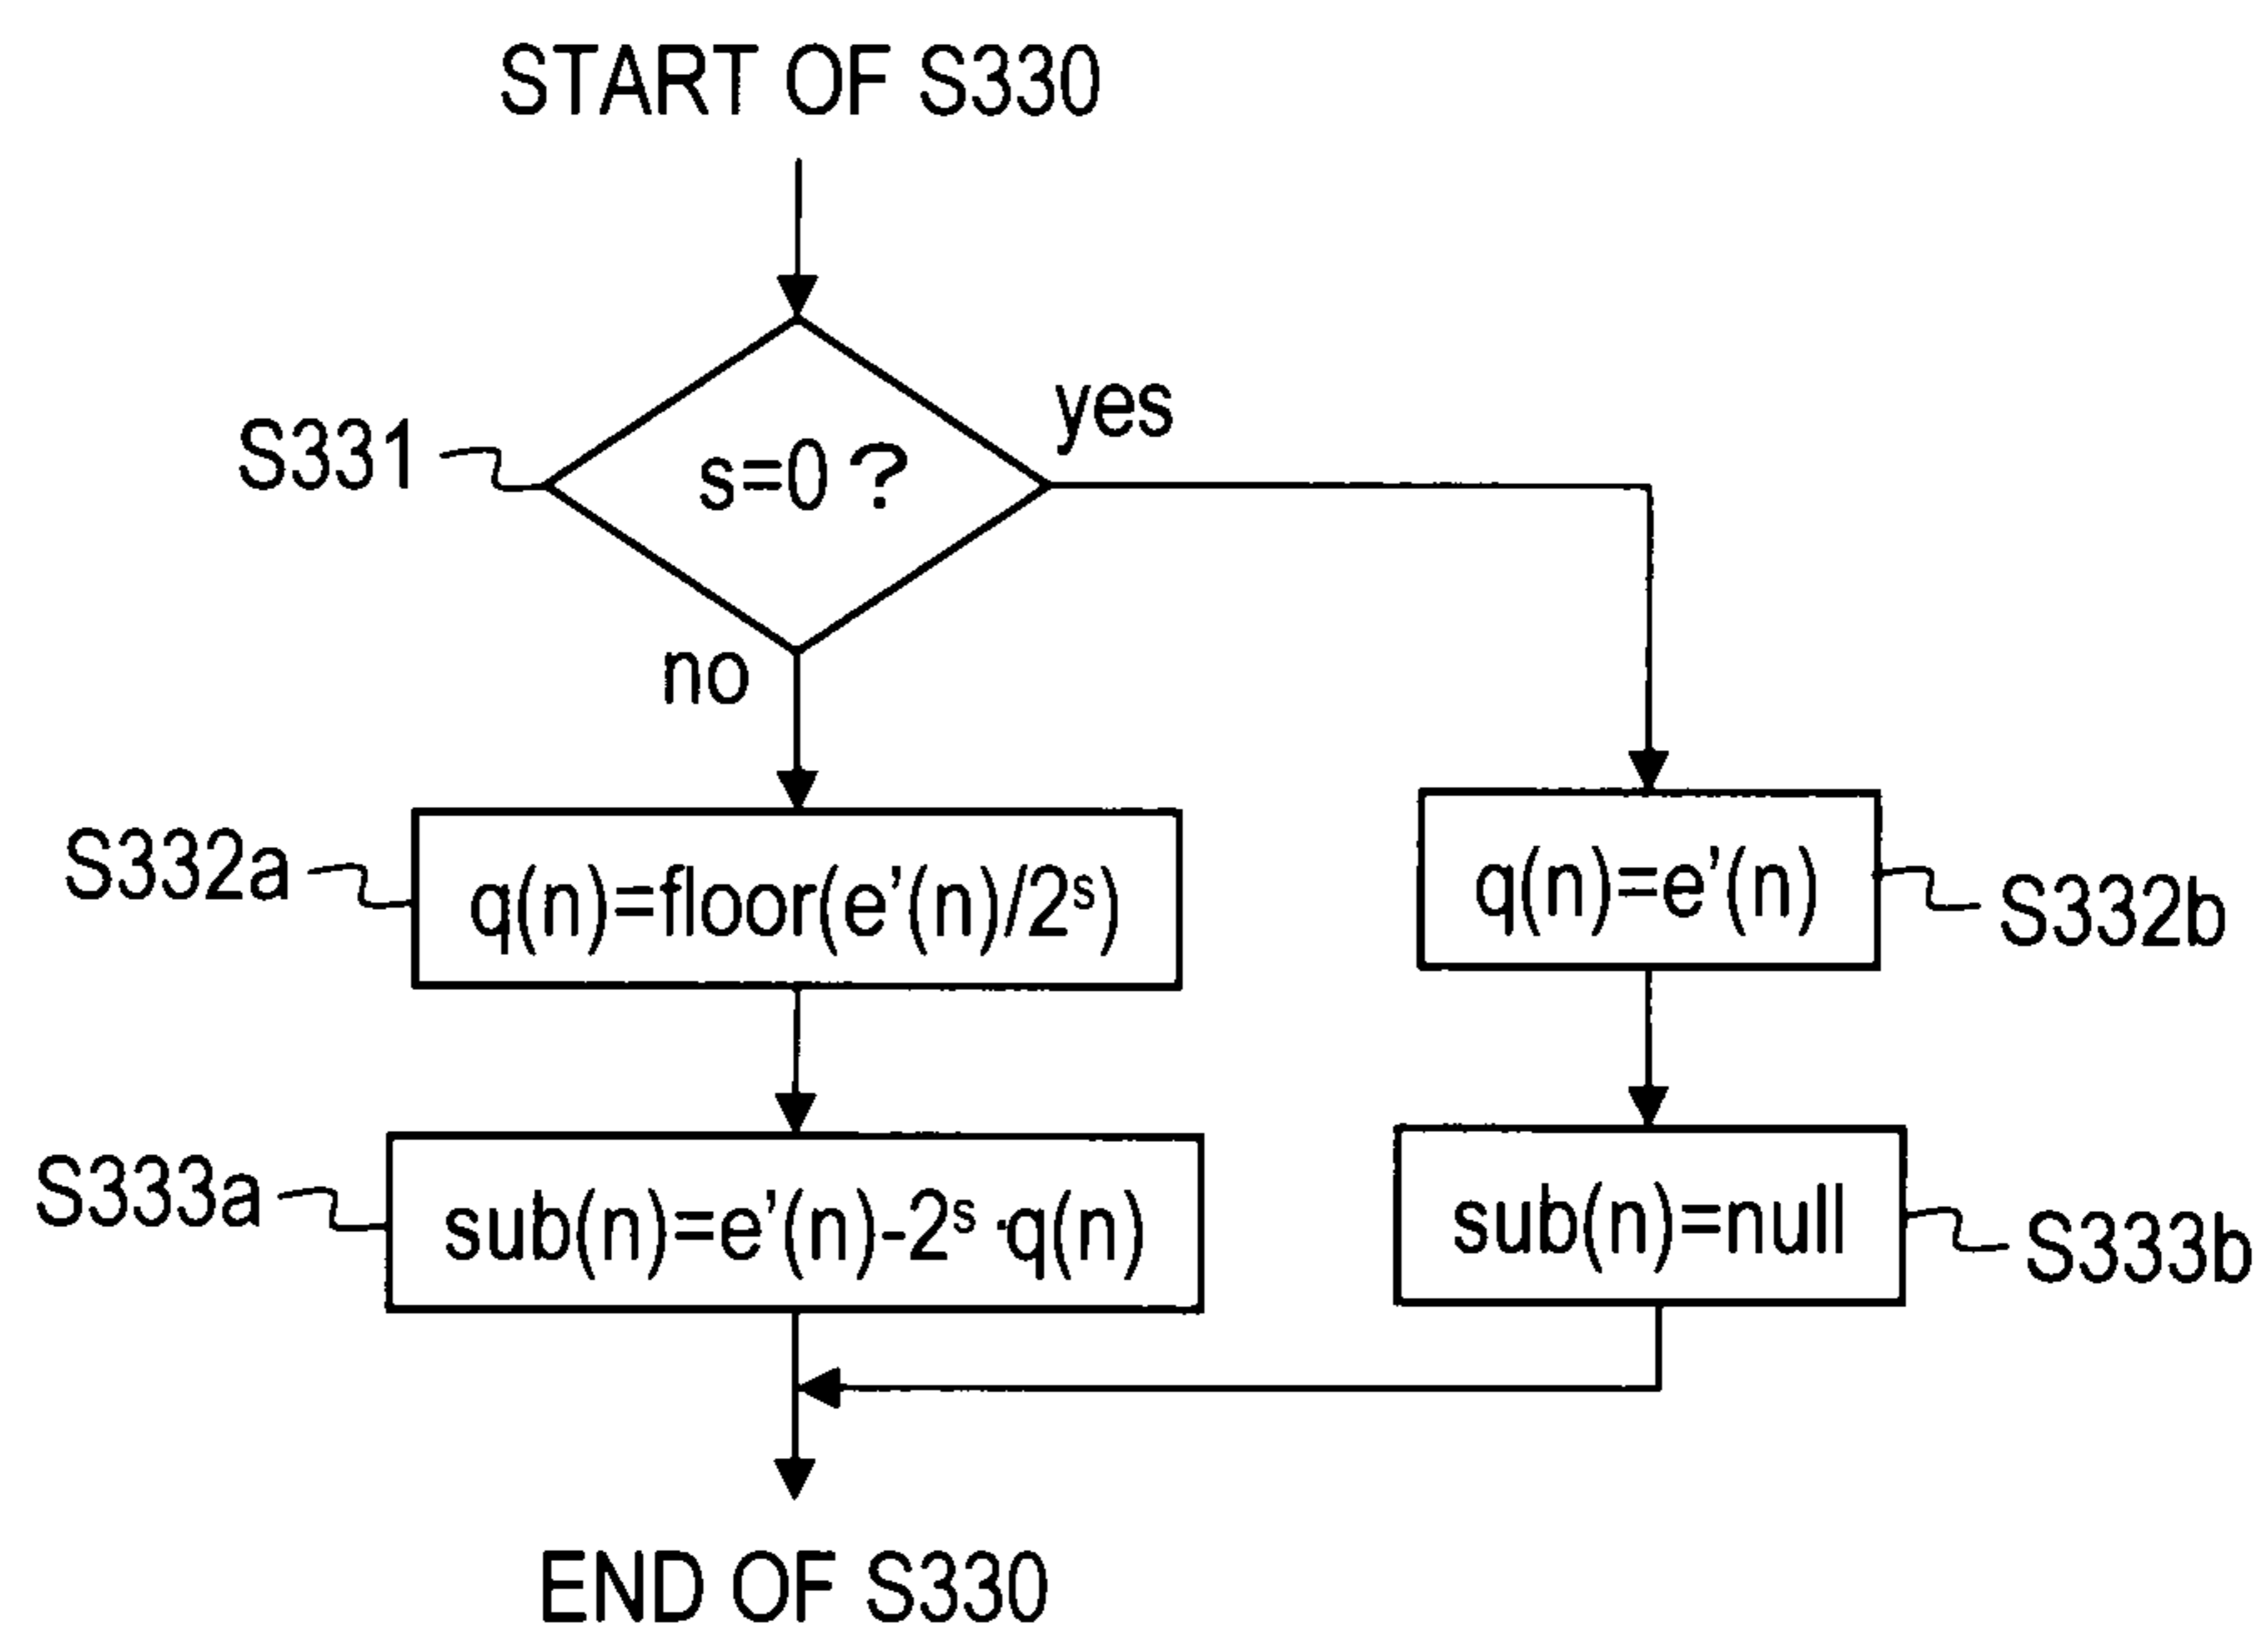 START OF S330
yes
S331
s=0 ?
no
S332a
q(n)=floor(e'(n)/2ˢ)
q(n)=e'(n)
S332b
S333a
sub(n)=e'(n)-2ˢ·q(n)
sub(n)=null
S333b
END OF S330